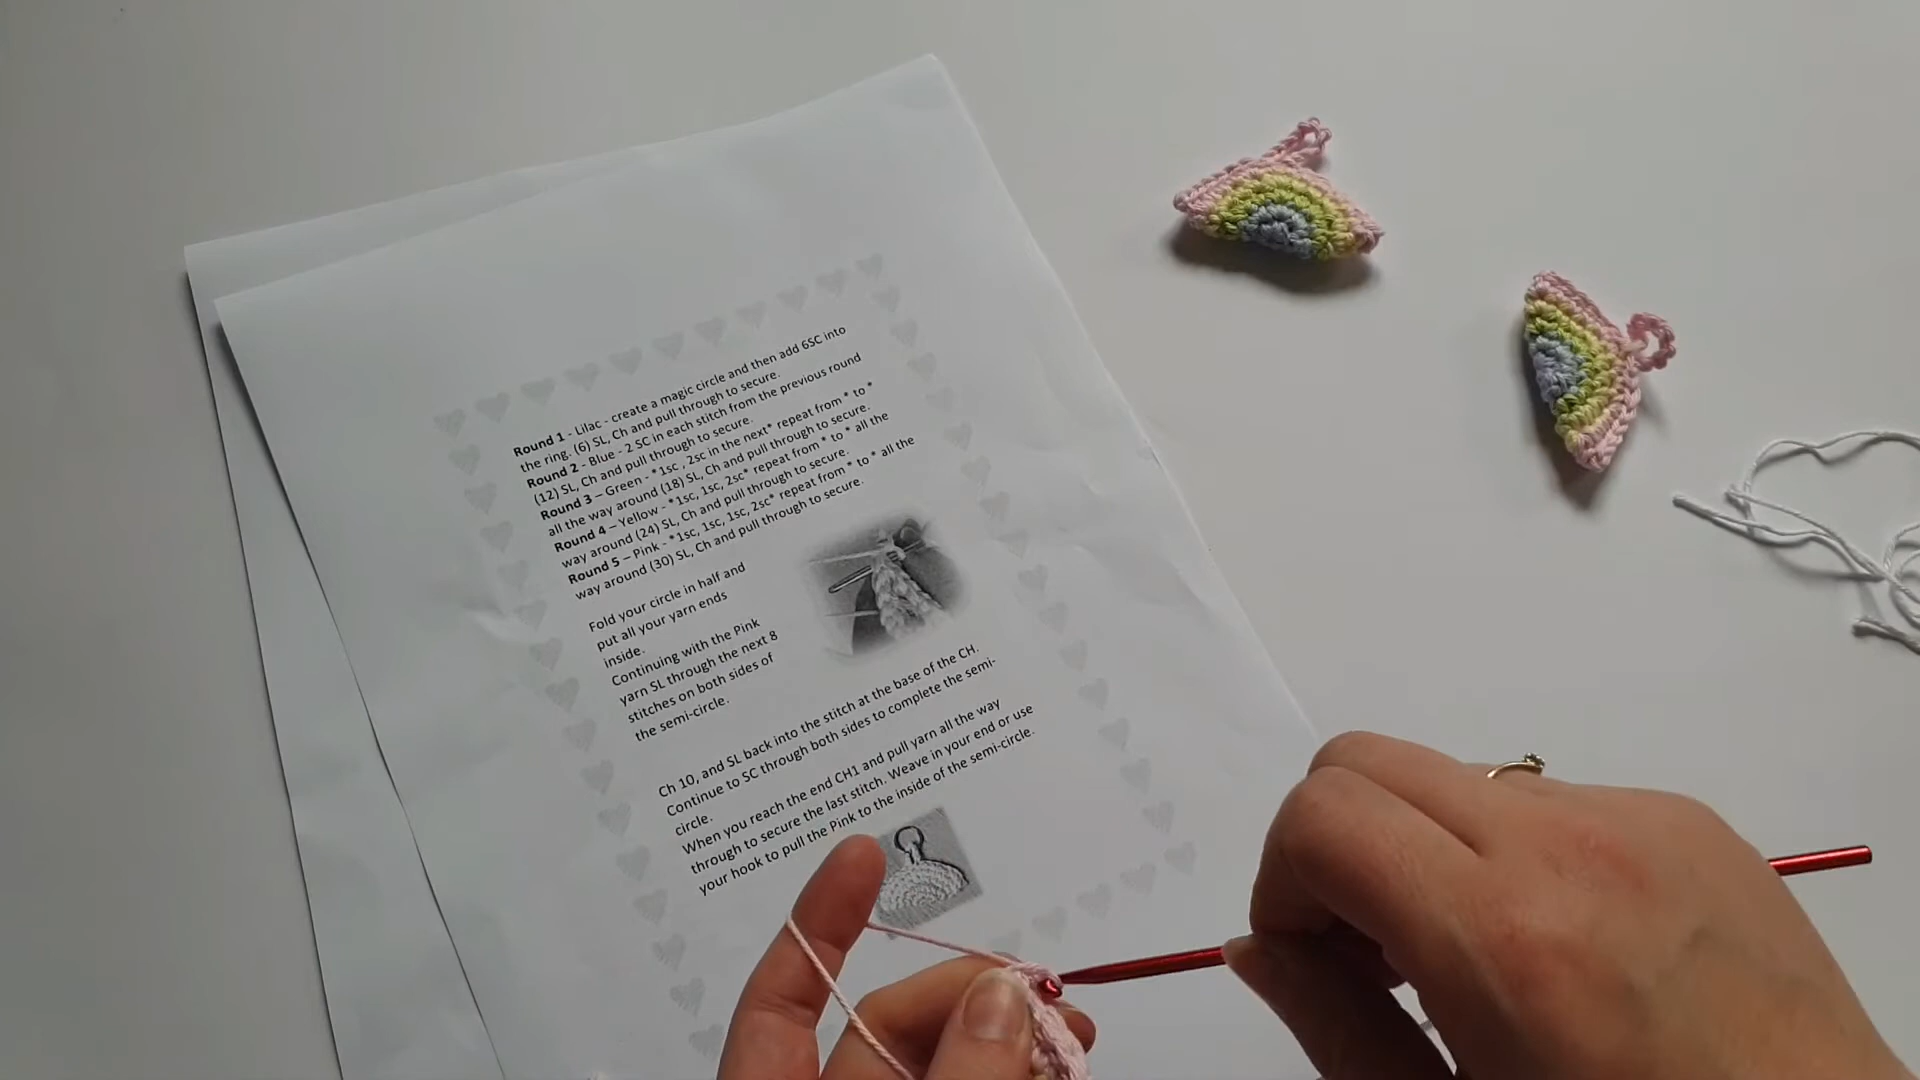 Round 1 - Lilac - create a magic circle and then add 6SC into
the ring. (6) SL, Ch and pull through to secure.
Round 2 - Blue - 2 SC in each stitch from the previous round
(12) SL, Ch and pull through to secure.
Round 3 – Green - *1sc , 2sc in the next* repeat from * to *
all the way around (18) SL, Ch and pull through to secure.
Round 4 – Yellow - *1sc, 1sc, 2sc* repeat from * to * all the
way around (24) SL, Ch and pull through to secure.
Round 5 – Pink - *1sc, 1sc, 1sc, 2sc* repeat from* to * all the
way around (30) SL, Ch and pull through to secure.
Fold your circle in half and
put all your yarn ends
inside.
Continuing with the Pink
yarn SL through the next 8
stitches on both sides of
the semi-circle.
Ch 10, and SL back into the stitch at the base of the CH.
Continue to SC through both sides to complete the semi-
circle.
When you reach the end CH1 and pull yarn all the way
through to secure the last stitch. Weave in your end or use
your hook to pull the Pink to the inside of the semi-circle.